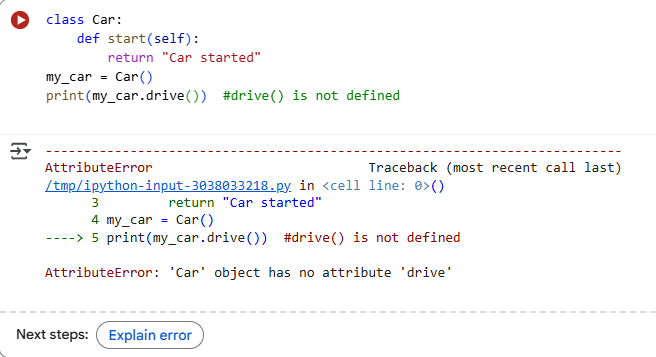 class Car:
    def start(self):
        return "Car started"
my_car = Car()
print(my_car.drive())  #drive() is not defined
---------------------------------------------------------------------------
AttributeError                            Traceback (most recent call last)
/tmp/ipython-input-3038033218.py in <cell line: 0>()
      3         return "Car started"
      4 my_car = Car()
----> 5 print(my_car.drive())  #drive() is not defined
AttributeError: 'Car' object has no attribute 'drive'
Next steps: Explain error